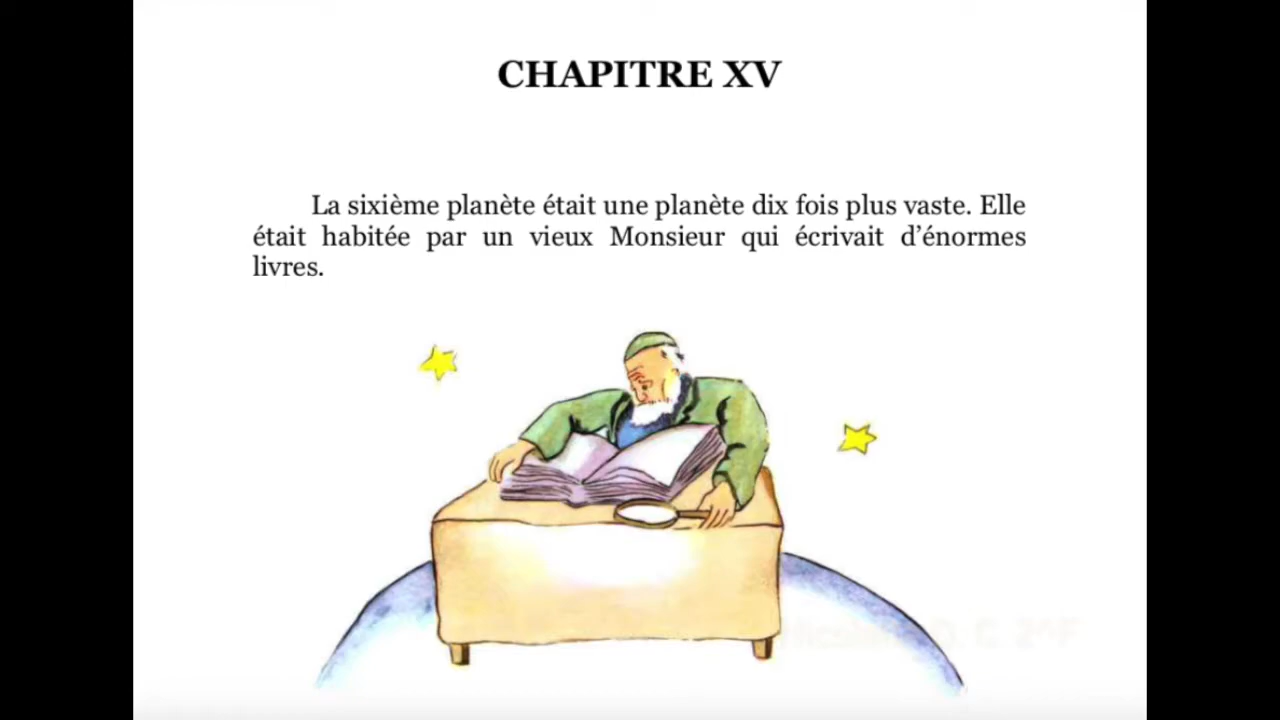 CHAPITRE XV
La sixième planète était une planète dix fois plus vaste. Elle
était habitée par un vieux Monsieur qui écrivait d’énormes
livres.